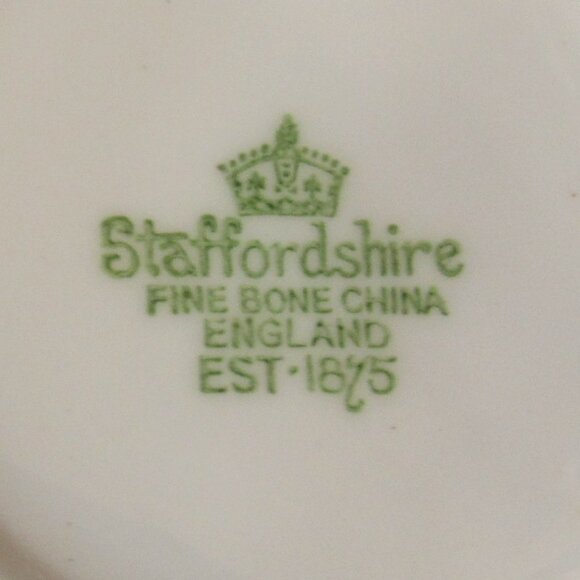 Staffordshire
FINE BONE CHINA
ENGLAND
EST·1875